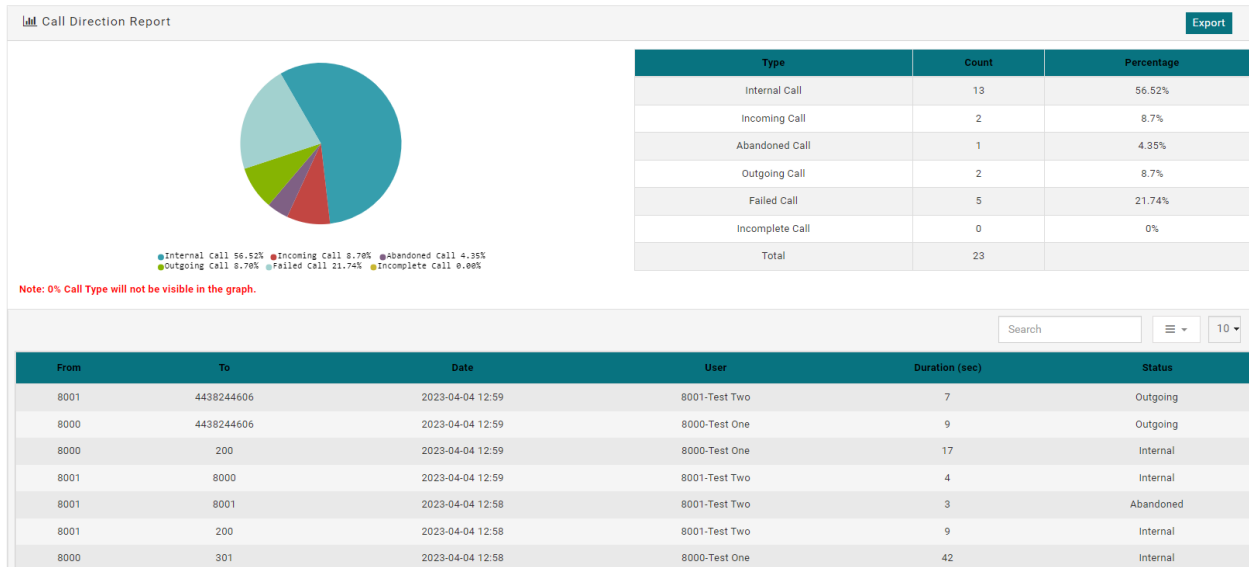 Call Direction Report
Export
Type Count Percentage
Internal Call 13 56.52%
Incoming Call 2 8.7%
Abandoned Call 1 4.35%
Outgoing Call 2 8.7%
Failed Call 5 21.74%
Incomplete Call 0 0%
Total 23
Internal Call 56.52% Incoming Call 8.70% Abandoned Call 4.35%
Outgoing Call 8.70% Failed Call 21.74% Incomplete Call 0.00%
Note: 0% Call Type will not be visible in the graph.
Search 10
From To Date User Duration (sec) Status
8001 4438244606 2023-04-04 12:59 8001-Test Two 7 Outgoing
8000 4438244606 2023-04-04 12:59 8000-Test One 9 Outgoing
8000 200 2023-04-04 12:59 8000-Test One 17 Internal
8001 8000 2023-04-04 12:59 8001-Test Two 4 Internal
8001 8001 2023-04-04 12:58 8001-Test Two 3 Abandoned
8001 200 2023-04-04 12:58 8001-Test Two 9 Internal
8000 301 2023-04-04 12:58 8000-Test One 42 Internal